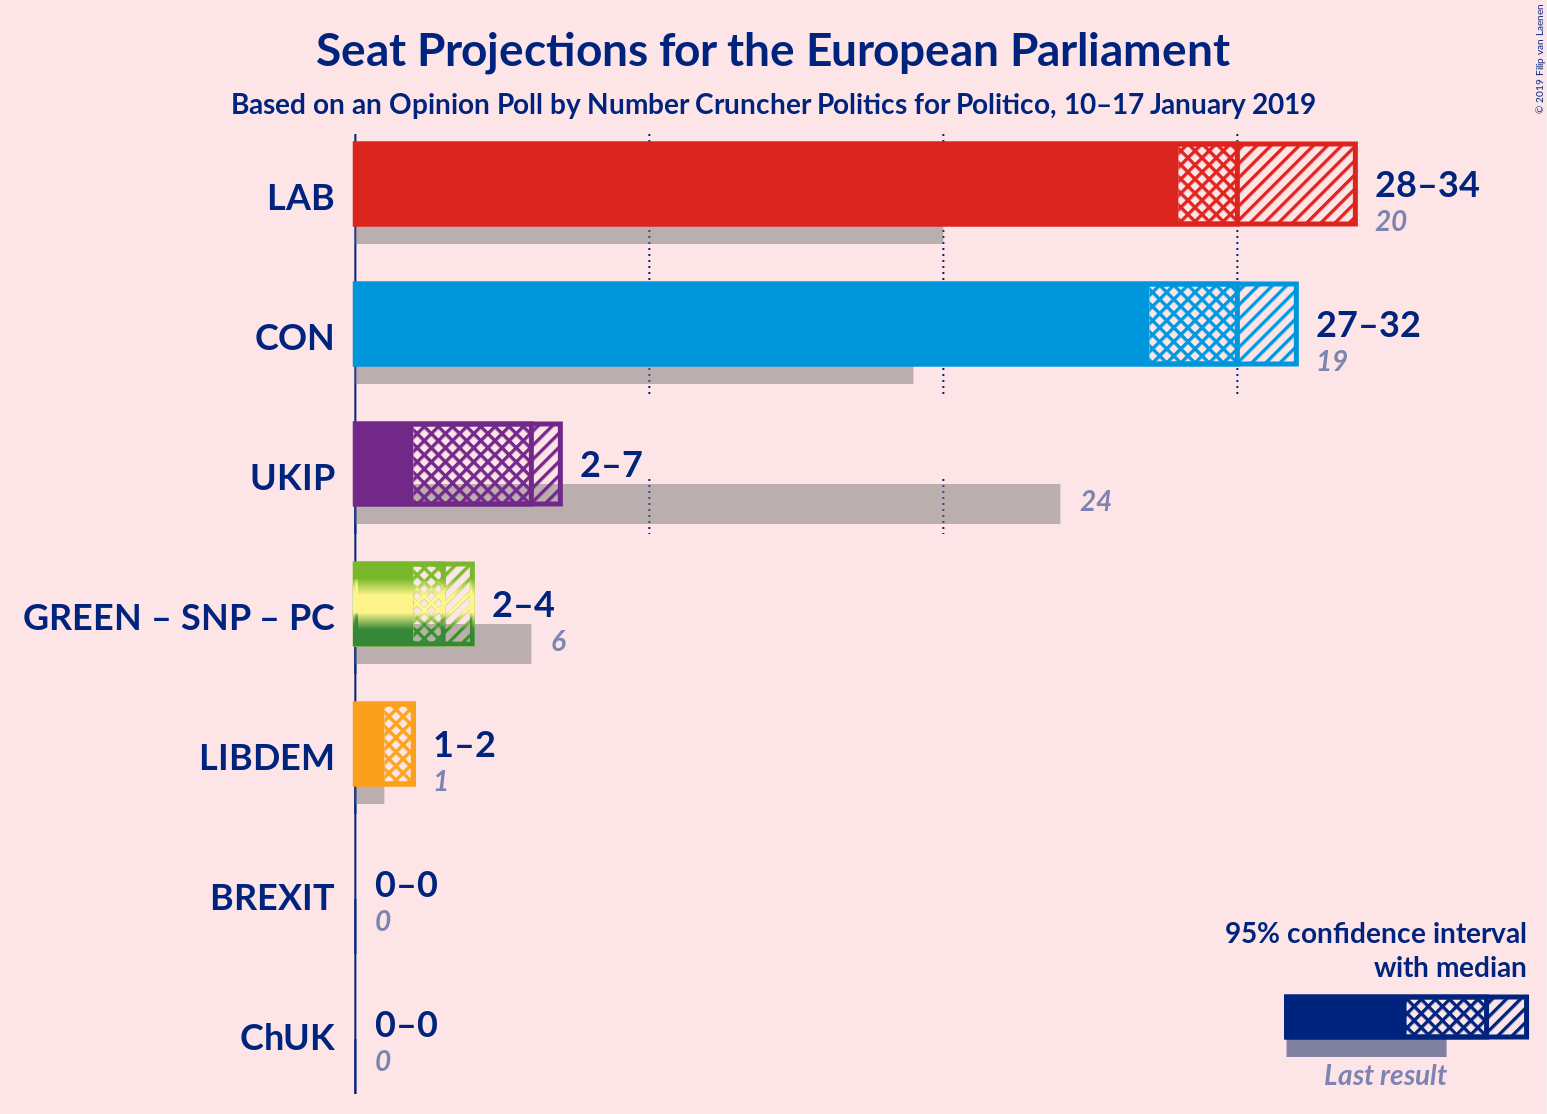 Seat Projections for the European Parliament
Based on an Opinion Poll by Number Cruncher Politics for Politico, 10–17 January 2019
© 2019 Filip van Laenen
LAB
28–34
20
CON
27–32
19
UKIP
2–7
24
GREEN – SNP – PC
2–4
6
LIBDEM
1–2
1
BREXIT
0–0
0
ChUK
0–0
0
95% confidence interval
with median
Last result